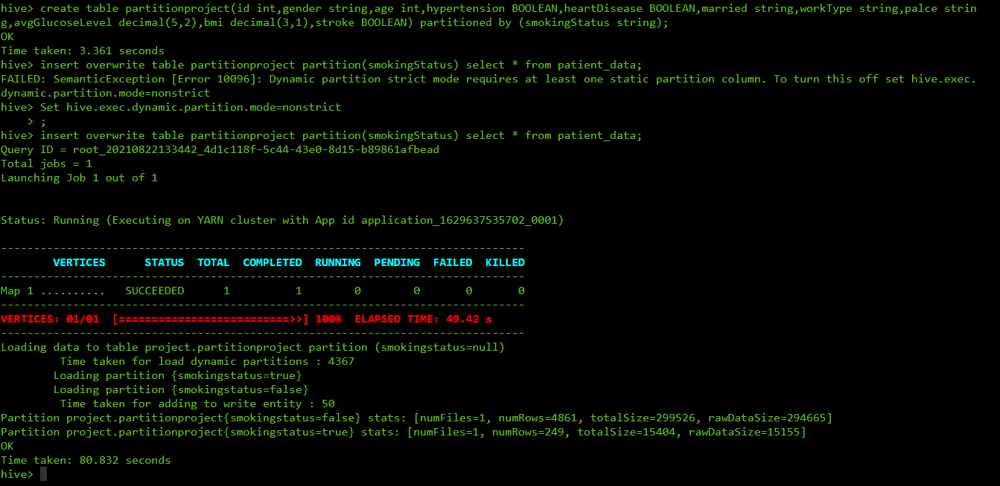 hive> create table partitionproject(id int,gender string,age int,hypertension BOOLEAN,heartDisease BOOLEAN,married string,workType string,palce strin
g,avgGlucoseLevel decimal(5,2),bmi decimal(3,1),stroke BOOLEAN) partitioned by (smokingStatus string);
OK
Time taken: 3.361 seconds
hive> insert overwrite table partitionproject partition(smokingStatus) select * from patient_data;
FAILED: SemanticException [Error 10096]: Dynamic partition strict mode requires at least one static partition column. To turn this off set hive.exec.
dynamic.partition.mode=nonstrict
hive> Set hive.exec.dynamic.partition.mode=nonstrict
    > ;
hive> insert overwrite table partitionproject partition(smokingStatus) select * from patient_data;
Query ID = root_20210822133442_4d1c118f-5c44-43e0-8d15-b89861afbead
Total jobs = 1
Launching Job 1 out of 1
Status: Running (Executing on YARN cluster with App id application_1629637535702_0001)
--------------------------------------------------------------------------------
        VERTICES      STATUS  TOTAL  COMPLETED  RUNNING  PENDING  FAILED  KILLED
--------------------------------------------------------------------------------
Map 1 ..........   SUCCEEDED      1          1        0        0       0       0
--------------------------------------------------------------------------------
VERTICES: 01/01  [==========================>>] 100%  ELAPSED TIME: 49.42 s
--------------------------------------------------------------------------------
Loading data to table project.partitionproject partition (smokingstatus=null)
         Time taken for load dynamic partitions : 4367
        Loading partition {smokingstatus=true}
        Loading partition {smokingstatus=false}
         Time taken for adding to write entity : 50
Partition project.partitionproject{smokingstatus=false} stats: [numFiles=1, numRows=4861, totalSize=299526, rawDataSize=294665]
Partition project.partitionproject{smokingstatus=true} stats: [numFiles=1, numRows=249, totalSize=15404, rawDataSize=15155]
OK
Time taken: 80.832 seconds
hive>